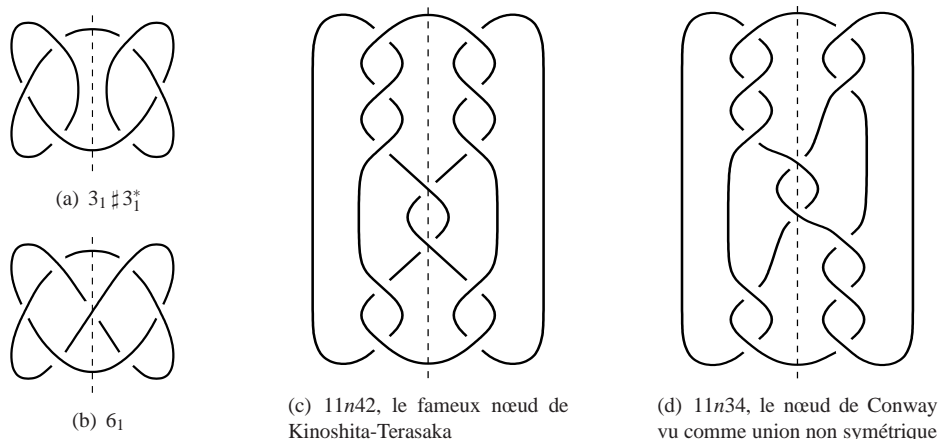 (a) 3₁ ♯ 3₁*
(b) 6₁
(c) 11n42, le fameux nœud de
Kinoshita-Terasaka
(d) 11n34, le nœud de Conway
vu comme union non symétrique